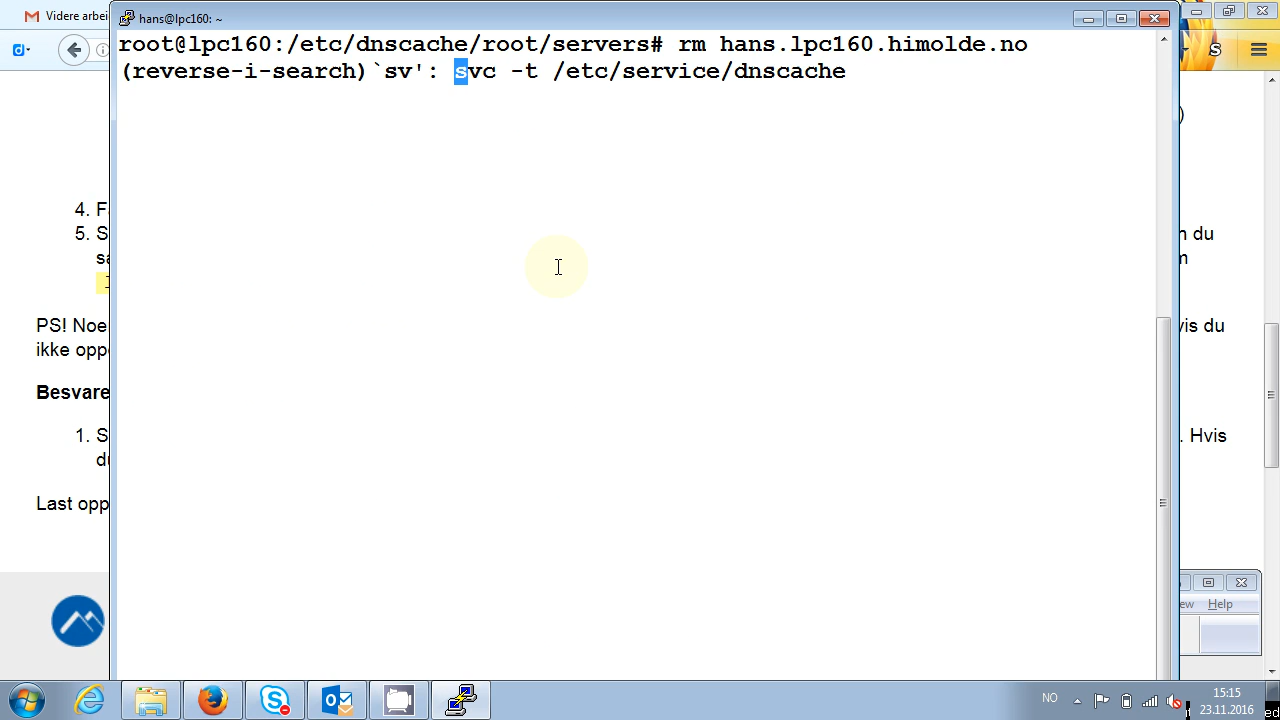 Videre arbei
hans@lpc160: ~
root@lpc160:/etc/dnscache/root/servers# rm hans.lpc160.himolde.no
(reverse-i-search)`sv': svc -t /etc/service/dnscache
4. F
5. S
n du
PS! Noe
vis du
ikke opp
Besvare
1. S
. Hvis
du
Last opp
Help
NO
15:15
23.11.2016